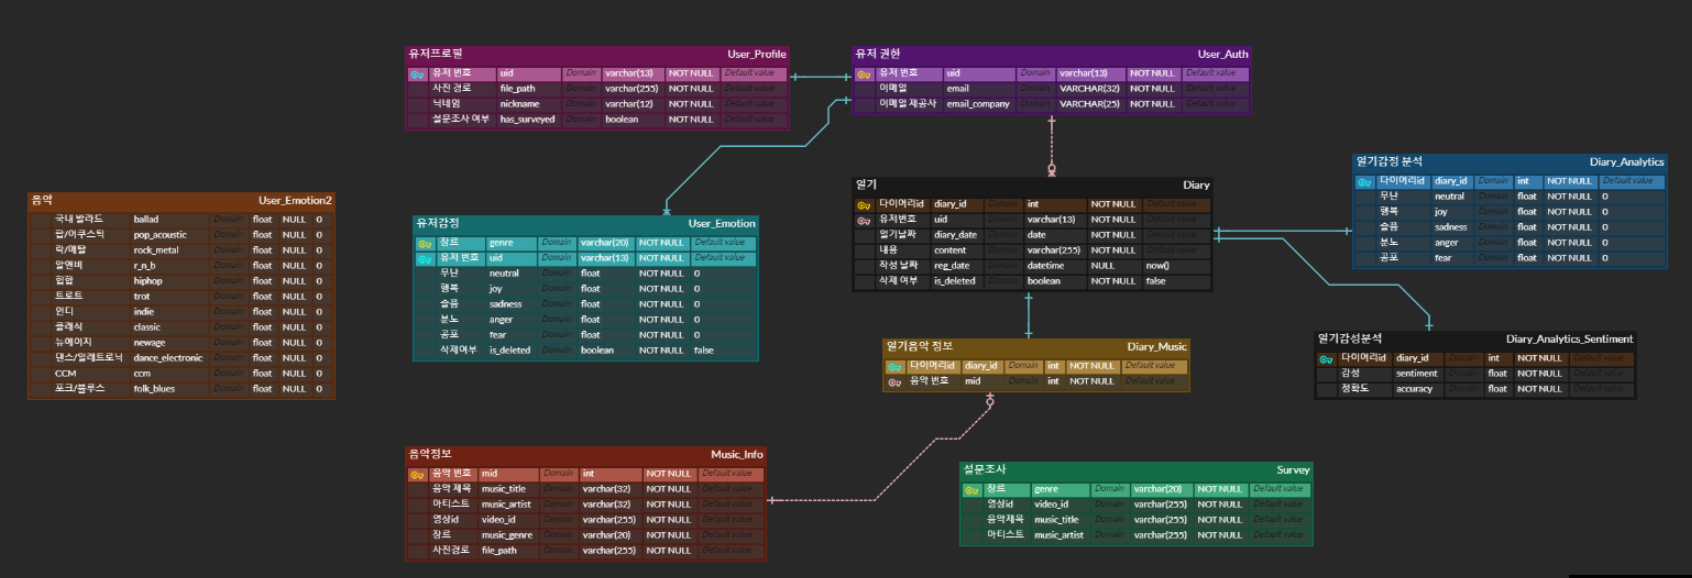 유저프로필 User_Profile
유저 번호 uid Domain varchar(13) NOT NULL Default value
사진 경로 file_path Domain varchar(255) NOT NULL Default value
닉네임 nickname Domain varchar(12) NOT NULL Default value
설문조사 여부 has_surveyed Domain boolean NOT NULL Default value
유저 권한 User_Auth
유저 번호 uid Domain varchar(13) NOT NULL Default value
이메일 email Domain VARCHAR(32) NOT NULL Default value
이메일 제공사 email_company Domain VARCHAR(25) NOT NULL Default value
음악 User_Emotion2
국내 발라드 ballad Domain float NULL 0
팝/어쿠스틱 pop_acoustic Domain float NULL 0
락/메탈 rock_metal Domain float NULL 0
알앤비 r_n_b Domain float NULL 0
힙합 hiphop Domain float NULL 0
트로트 trot Domain float NULL 0
인디 indie Domain float NULL 0
클래식 classic Domain float NULL 0
뉴에이지 newage Domain float NULL 0
댄스/일레트로닉 dance_electronic Domain float NULL 0
CCM ccm Domain float NULL 0
포크/블루스 folk_blues Domain float NULL 0
유저감정 User_Emotion
장르 genre Domain varchar(20) NOT NULL Default value
유저 번호 uid Domain varchar(13) NOT NULL Default value
무난 neutral Domain float NOT NULL 0
행복 joy Domain float NOT NULL 0
슬픔 sadness Domain float NOT NULL 0
분노 anger Domain float NOT NULL 0
공포 fear Domain float NOT NULL 0
삭제여부 is_deleted Domain boolean NOT NULL false
일기 Diary
다이어리id diary_id Domain int NOT NULL Default value
유저번호 uid Domain varchar(13) NOT NULL Default value
일기날짜 diary_date Domain date NOT NULL Default value
내용 content Domain varchar(255) NOT NULL Default value
작성 날짜 reg_date Domain datetime NULL now()
삭제 여부 is_deleted Domain boolean NOT NULL false
일기감정 분석 Diary_Analytics
다이어리id diary_id Domain int NOT NULL Default value
무난 neutral Domain float NOT NULL 0
행복 joy Domain float NOT NULL 0
슬픔 sadness Domain float NOT NULL 0
분노 anger Domain float NOT NULL 0
공포 fear Domain float NOT NULL 0
일기음악 정보 Diary_Music
다이어리id diary_id Domain int NOT NULL Default value
음악 번호 mid Domain int NOT NULL Default value
일기감성분석 Diary_Analytics_Sentiment
다이어리id diary_id Domain int NOT NULL Default value
감성 sentiment Domain float NOT NULL Default value
정확도 accuracy Domain float NOT NULL Default value
음악정보 Music_Info
음악 번호 mid Domain int NOT NULL Default value
음악 제목 music_title Domain varchar(32) NOT NULL Default value
아티스트 music_artist Domain varchar(32) NOT NULL Default value
영상id video_id Domain varchar(255) NOT NULL Default value
장르 music_genre Domain varchar(20) NOT NULL Default value
사진경로 file_path Domain varchar(255) NOT NULL Default value
설문조사 Survey
장르 genre Domain varchar(20) NOT NULL Default value
영상id video_id Domain varchar(255) NOT NULL Default value
음악제목 music_title Domain varchar(255) NOT NULL Default value
아티스트 music_artist Domain varchar(255) NOT NULL Default value